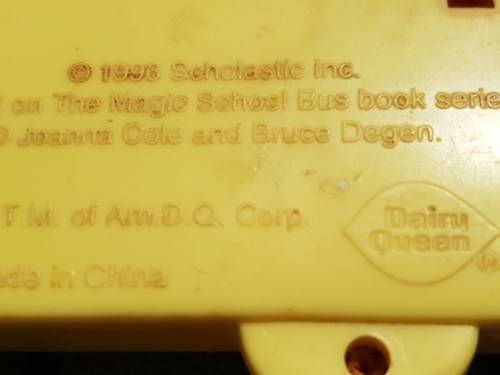 © 1996 Scholastic Inc.
on The Magic School Bus book series
© Joanna Cole and Bruce Degen.
T.M. of Am.D.Q. Corp.
Dairy
Queen
®
ade in China